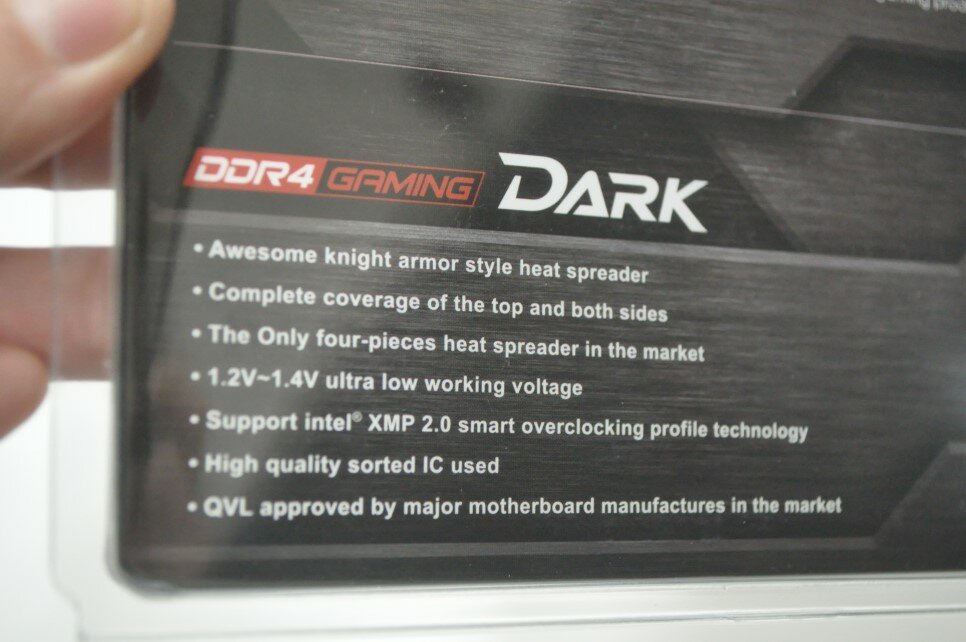 DDR4 GAMING DARK
• Awesome knight armor style heat spreader
• Complete coverage of the top and both sides
• The Only four-pieces heat spreader in the market
• 1.2V~1.4V ultra low working voltage
• Support intel® XMP 2.0 smart overclocking profile technology
• High quality sorted IC used
• QVL approved by major motherboard manufactures in the market